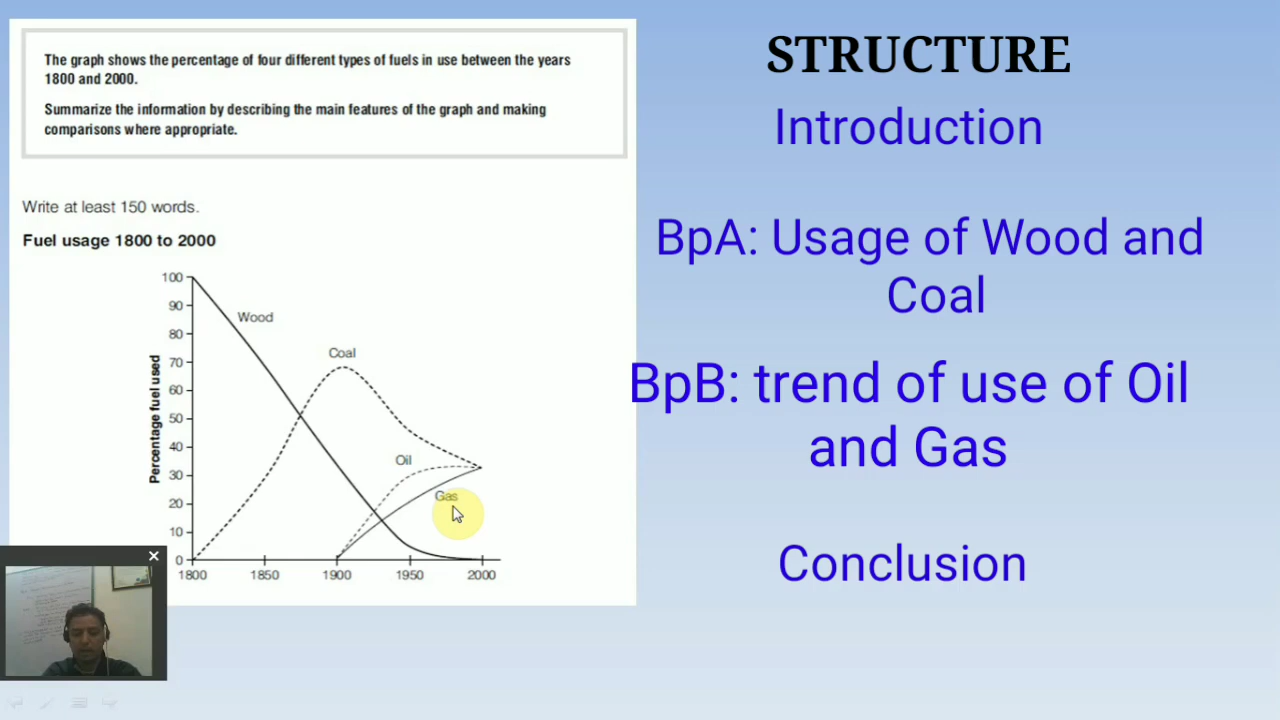 The graph shows the percentage of four different types of fuels in use between the years
1800 and 2000.
Summarize the information by describing the main features of the graph and making
comparisons where appropriate.
Write at least 150 words.
Fuel usage 1800 to 2000
Percentage fuel used
100
90
80
70
60
50
40
30
20
10
0
Wood
Coal
Oil
Gas
1800 1850 1900 1950 2000
STRUCTURE
Introduction
BpA: Usage of Wood and
Coal
BpB: trend of use of Oil
and Gas
Conclusion